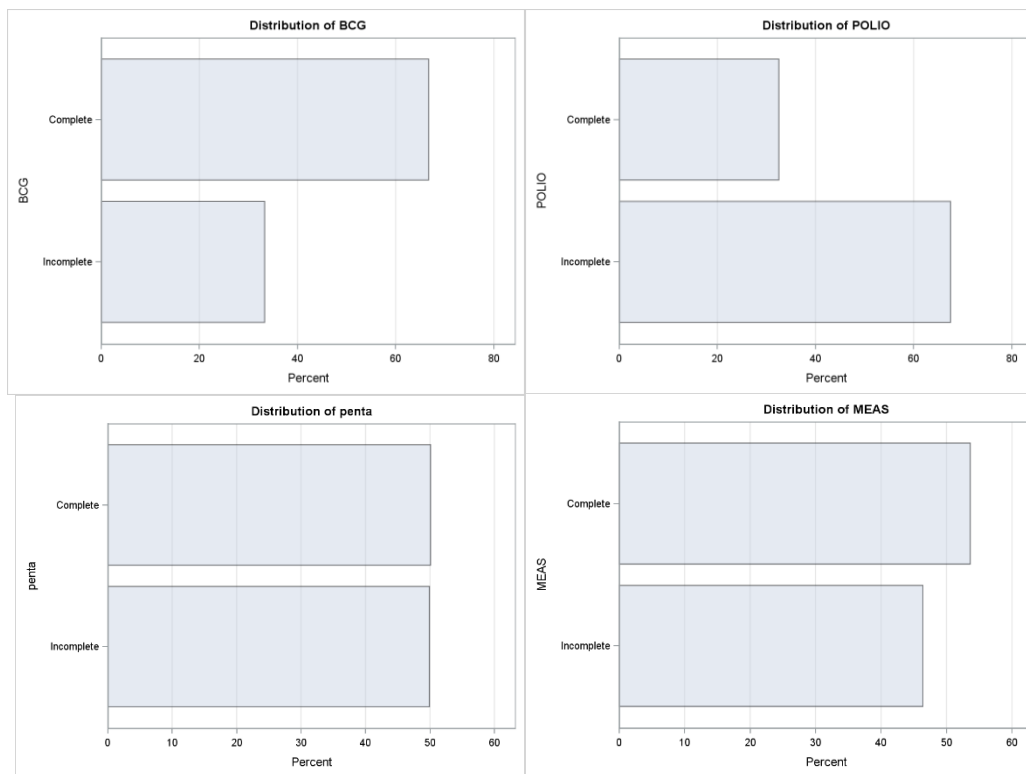 Distribution of BCG
Complete
Incomplete
BCG
0 20 40 60 80
Percent
Distribution of POLIO
Complete
Incomplete
POLIO
0 20 40 60 80
Percent
Distribution of penta
Complete
Incomplete
penta
0 10 20 30 40 50 60
Percent
Distribution of MEAS
Complete
Incomplete
MEAS
0 10 20 30 40 50 60
Percent